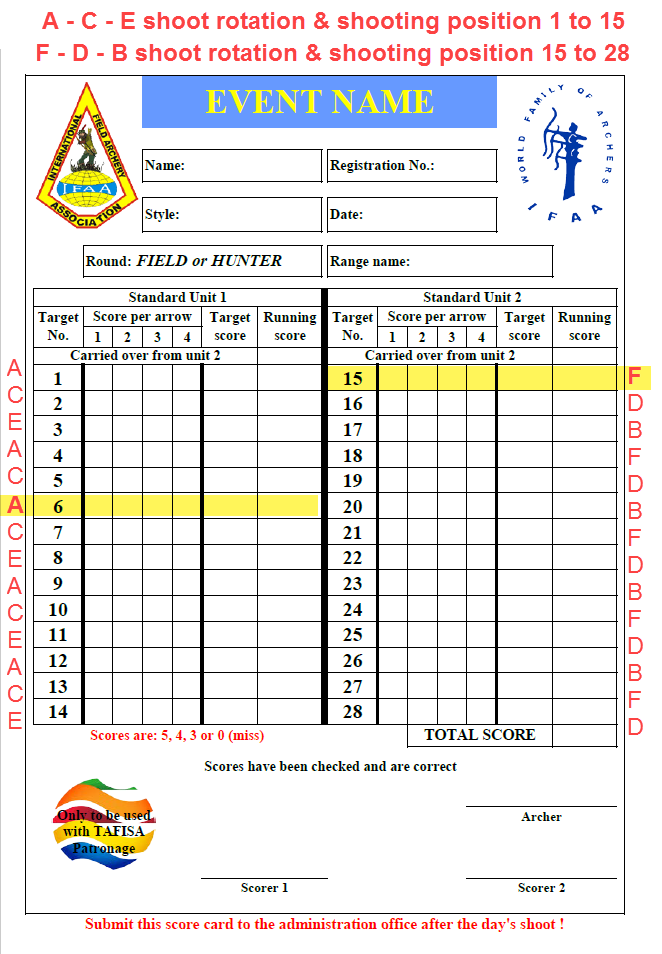 A - C - E shoot rotation & shooting position 1 to 15
F - D - B shoot rotation & shooting position 15 to 28
EVENT NAME
INTERNATIONAL FIELD ARCHERY ASSOCIATION
IFAA
WORLD FAMILY OF ARCHERS
IFAA
Name: Registration No.:
Style: Date:
Round: FIELD or HUNTER Range name:
Standard Unit 1 Standard Unit 2
Target No. Score per arrow Target score Running score Target No. Score per arrow Target score Running score
1 2 3 4 1 2 3 4
Carried over from unit 2 Carried over from unit 2
A 1 15 F
C 2 16 D
E 3 17 B
A 4 18 F
C 5 19 D
A 6 20 B
C 7 21 F
E 8 22 D
A 9 23 B
C 10 24 F
E 11 25 D
A 12 26 B
C 13 27 F
E 14 28 D
Scores are: 5, 4, 3 or 0 (miss) TOTAL SCORE
Scores have been checked and are correct
Only to be used
with TAFISA
Patronage
Archer
Scorer 1 Scorer 2
Submit this score card to the administration office after the day's shoot !